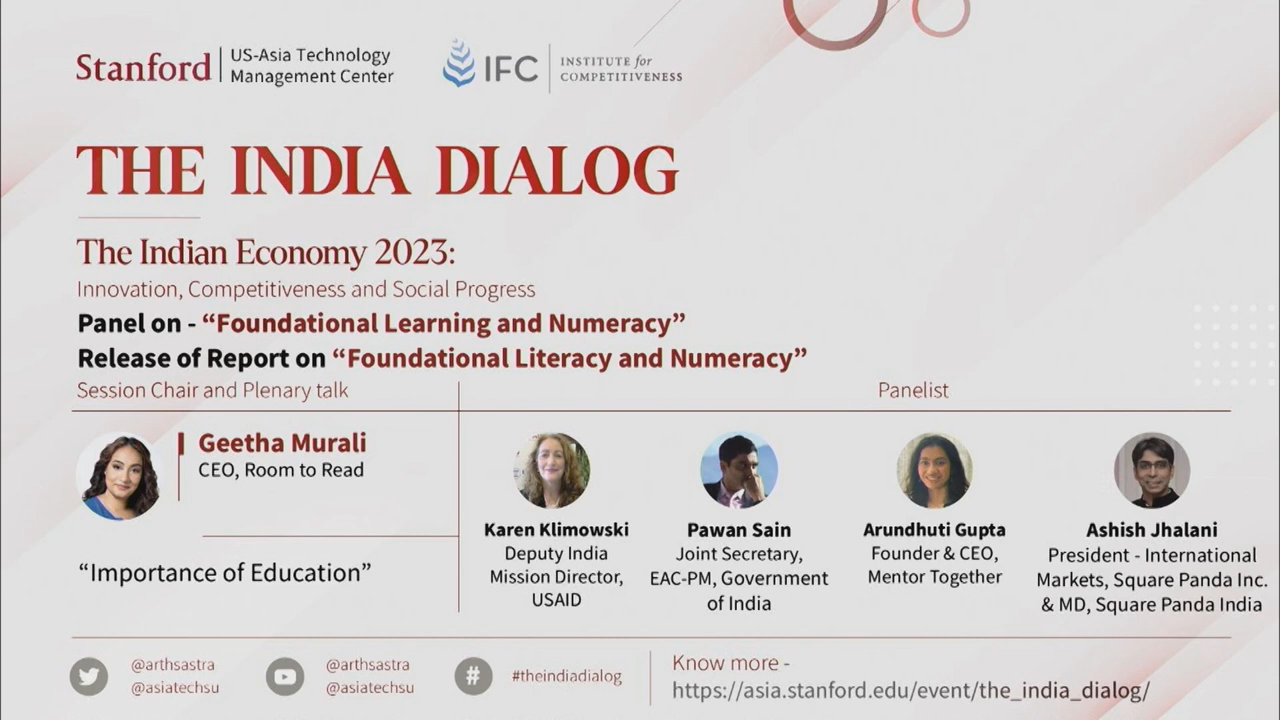 Stanford
US-Asia Technology
Management Center
IFC
INSTITUTE for
COMPETITIVENESS
THE INDIA DIALOG
The Indian Economy 2023:
Innovation, Competitiveness and Social Progress
Panel on - “Foundational Learning and Numeracy”
Release of Report on “Foundational Literacy and Numeracy”
Session Chair and Plenary talk
Panelist
Geetha Murali
CEO, Room to Read
“Importance of Education”
Karen Klimowski
Deputy India
Mission Director,
USAID
Pawan Sain
Joint Secretary,
EAC-PM, Government
of India
Arundhuti Gupta
Founder & CEO,
Mentor Together
Ashish Jhalani
President - International
Markets, Square Panda Inc.
& MD, Square Panda India
@arthsastra
@asiatechsu
@arthsastra
@asiatechsu
#
#theindiadialog
Know more -
https://asia.stanford.edu/event/the_india_dialog/